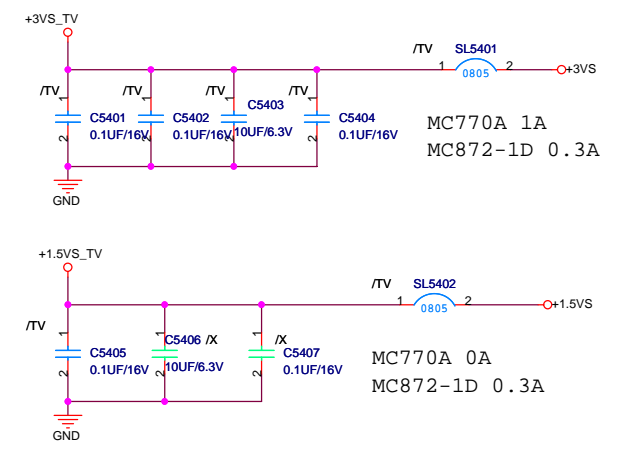 +3VS_TV
/TV SL5401
1 0805 2 +3VS
/TV /TV /TV /TV
1 1 1 1
C5401 C5402 C5403 C5404
0.1UF/16V 0.1UF/16V 10UF/6.3V 0.1UF/16V
2 2 2 2
MC770A 1A
MC872-1D 0.3A
GND
+1.5VS_TV
/TV SL5402
1 0805 2 +1.5VS
/TV
1 1 1
C5406 /X /X
C5405 C5407
0.1UF/16V 10UF/6.3V 0.1UF/16V
2 2 2
MC770A 0A
MC872-1D 0.3A
GND